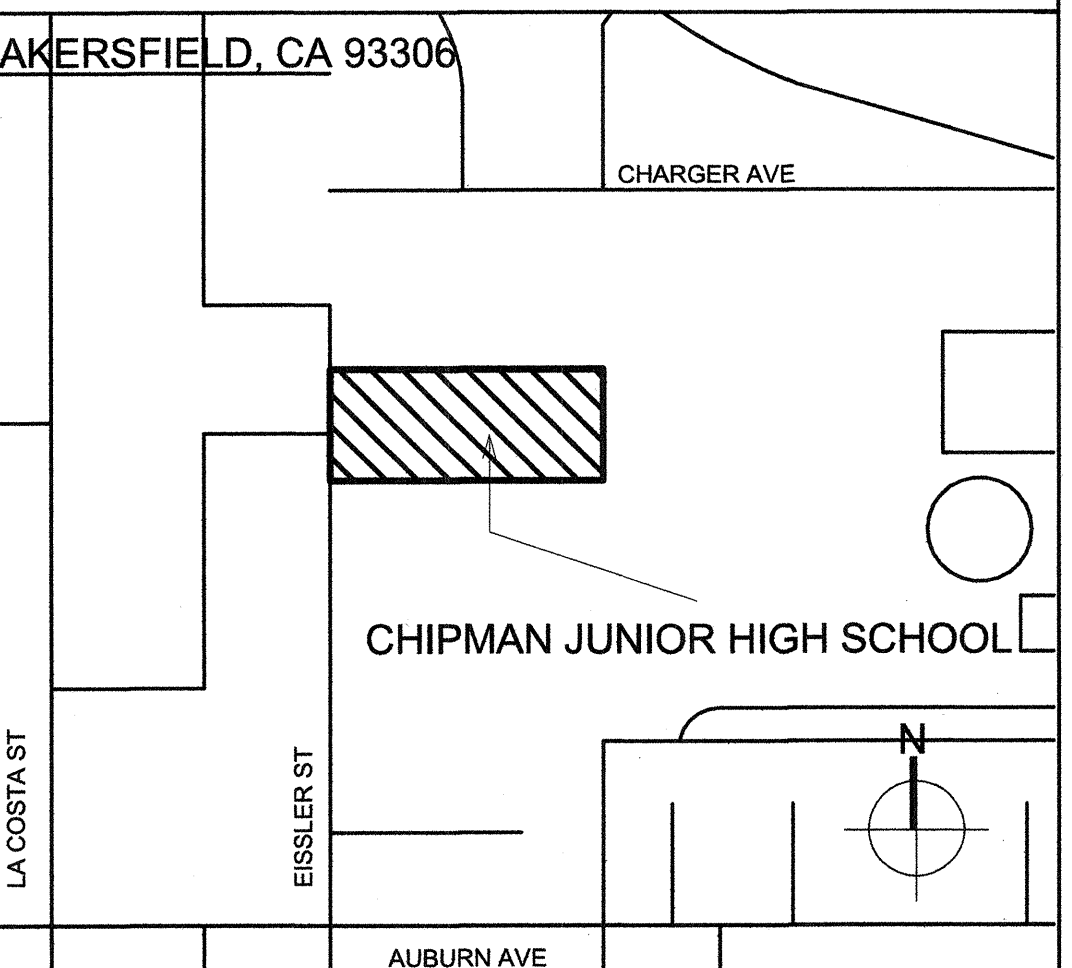 AKERSFIELD, CA 93306
CHARGER AVE
CHIPMAN JUNIOR HIGH SCHOOL
N
LA COSTA ST
EISSLER ST
AUBURN AVE